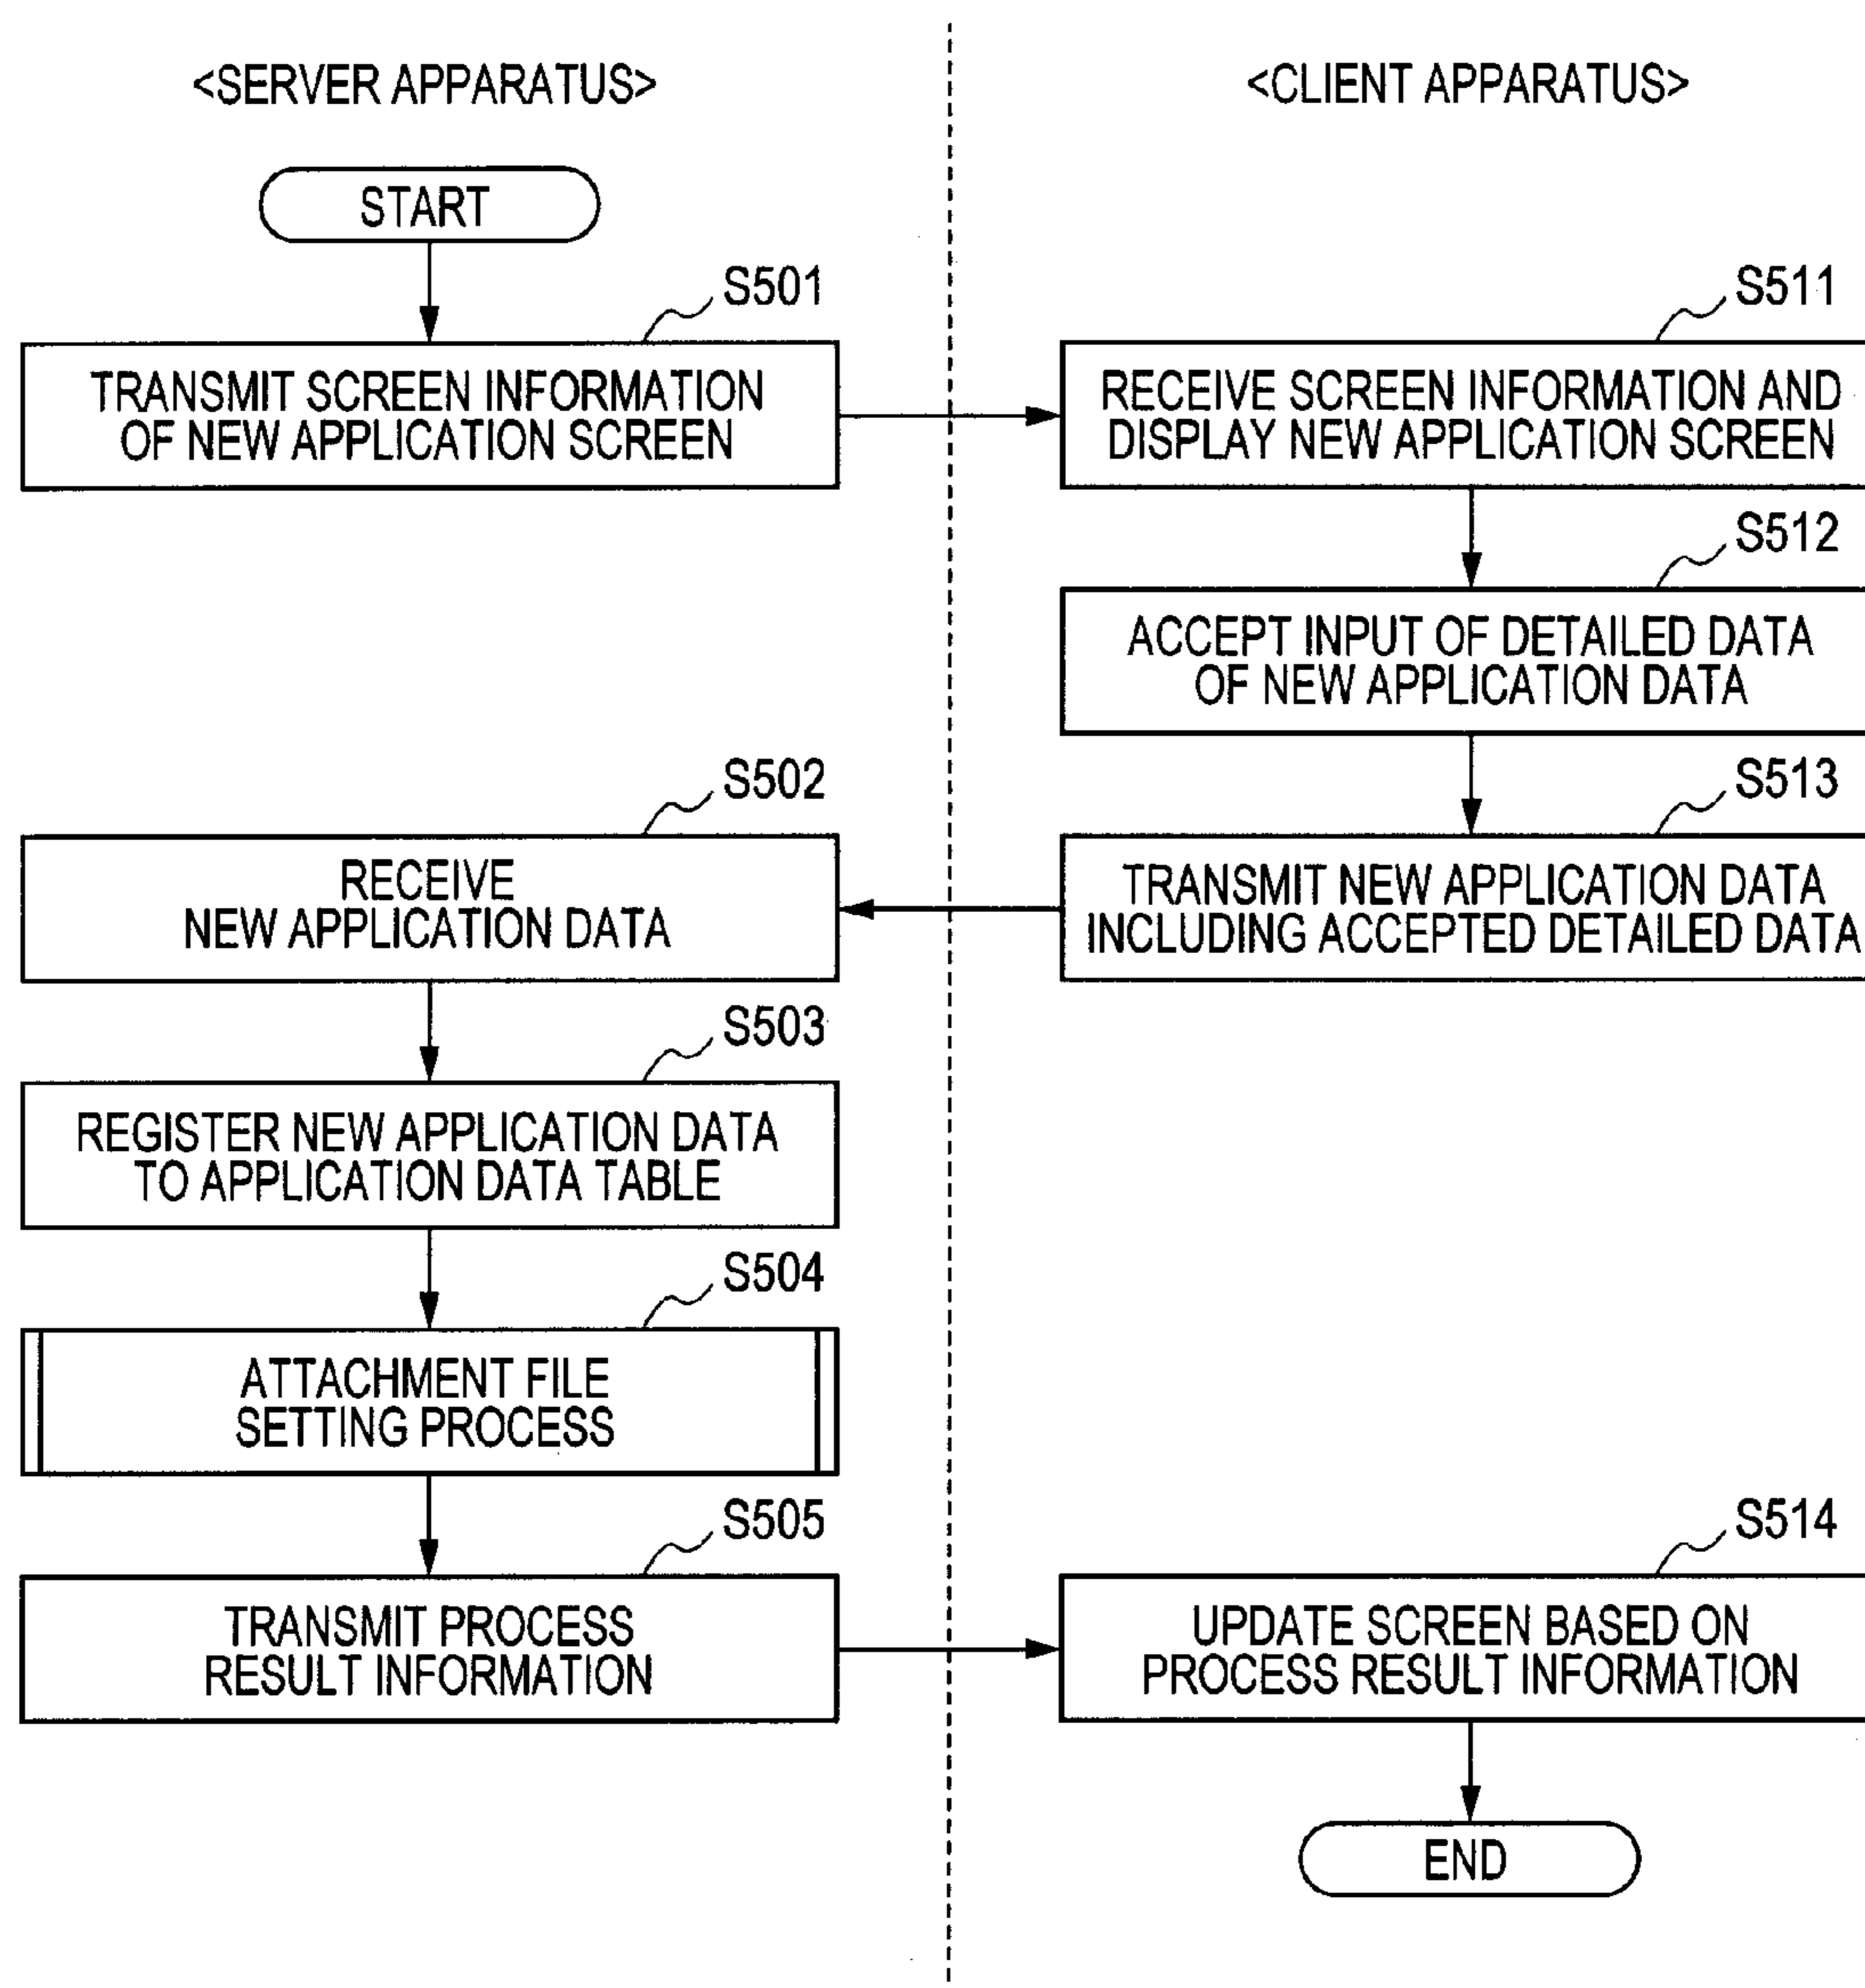 <SERVER APPARATUS>
<CLIENT APPARATUS>
START
S501
TRANSMIT SCREEN INFORMATION
OF NEW APPLICATION SCREEN
S511
RECEIVE SCREEN INFORMATION AND
DISPLAY NEW APPLICATION SCREEN
S512
ACCEPT INPUT OF DETAILED DATA
OF NEW APPLICATION DATA
S513
TRANSMIT NEW APPLICATION DATA
INCLUDING ACCEPTED DETAILED DATA
S502
RECEIVE
NEW APPLICATION DATA
S503
REGISTER NEW APPLICATION DATA
TO APPLICATION DATA TABLE
S504
ATTACHMENT FILE
SETTING PROCESS
S505
TRANSMIT PROCESS
RESULT INFORMATION
S514
UPDATE SCREEN BASED ON
PROCESS RESULT INFORMATION
END